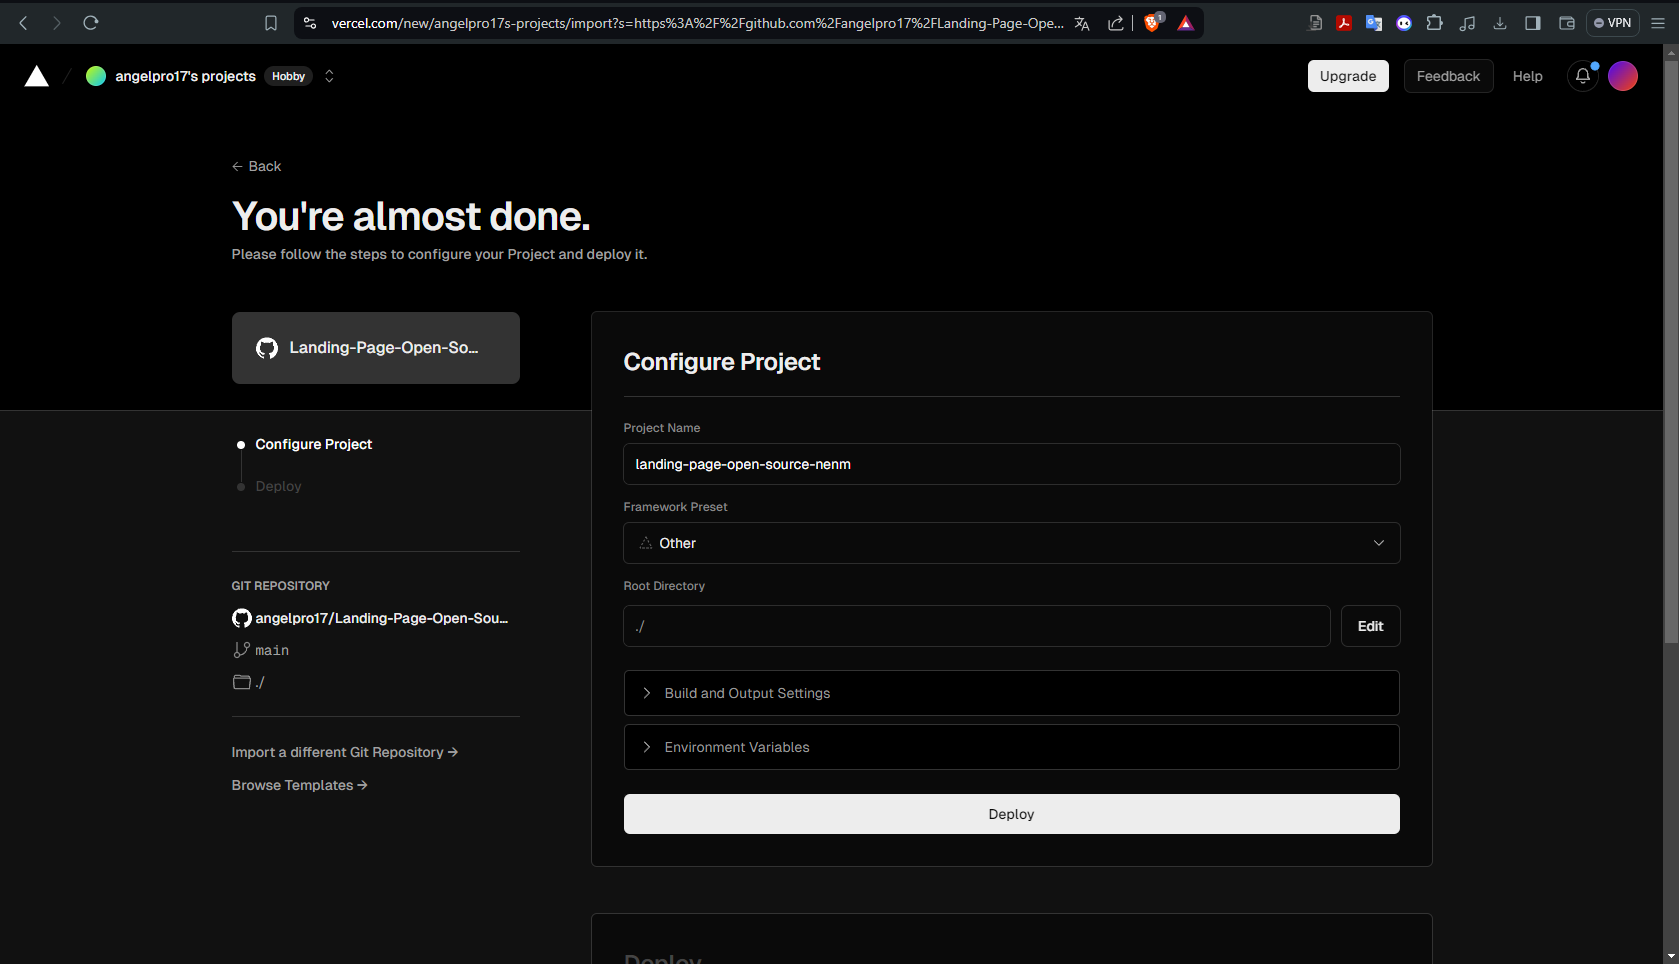 vercel.com/new/angelpro17s-projects/import?s=https%3A%2F%2Fgithub.com%2Fangelpro17%2FLanding-Page-Ope...
1
VPN
angelpro17's projects
Hobby
Upgrade
Feedback
Help
← Back
You're almost done.
Please follow the steps to configure your Project and deploy it.
Landing-Page-Open-So...
Configure Project
Deploy
GIT REPOSITORY
angelpro17/Landing-Page-Open-Sou...
main
./
Import a different Git Repository →
Browse Templates →
Configure Project
Project Name
landing-page-open-source-nenm
Framework Preset
Other
Root Directory
./
Edit
Build and Output Settings
Environment Variables
Deploy
Deploy